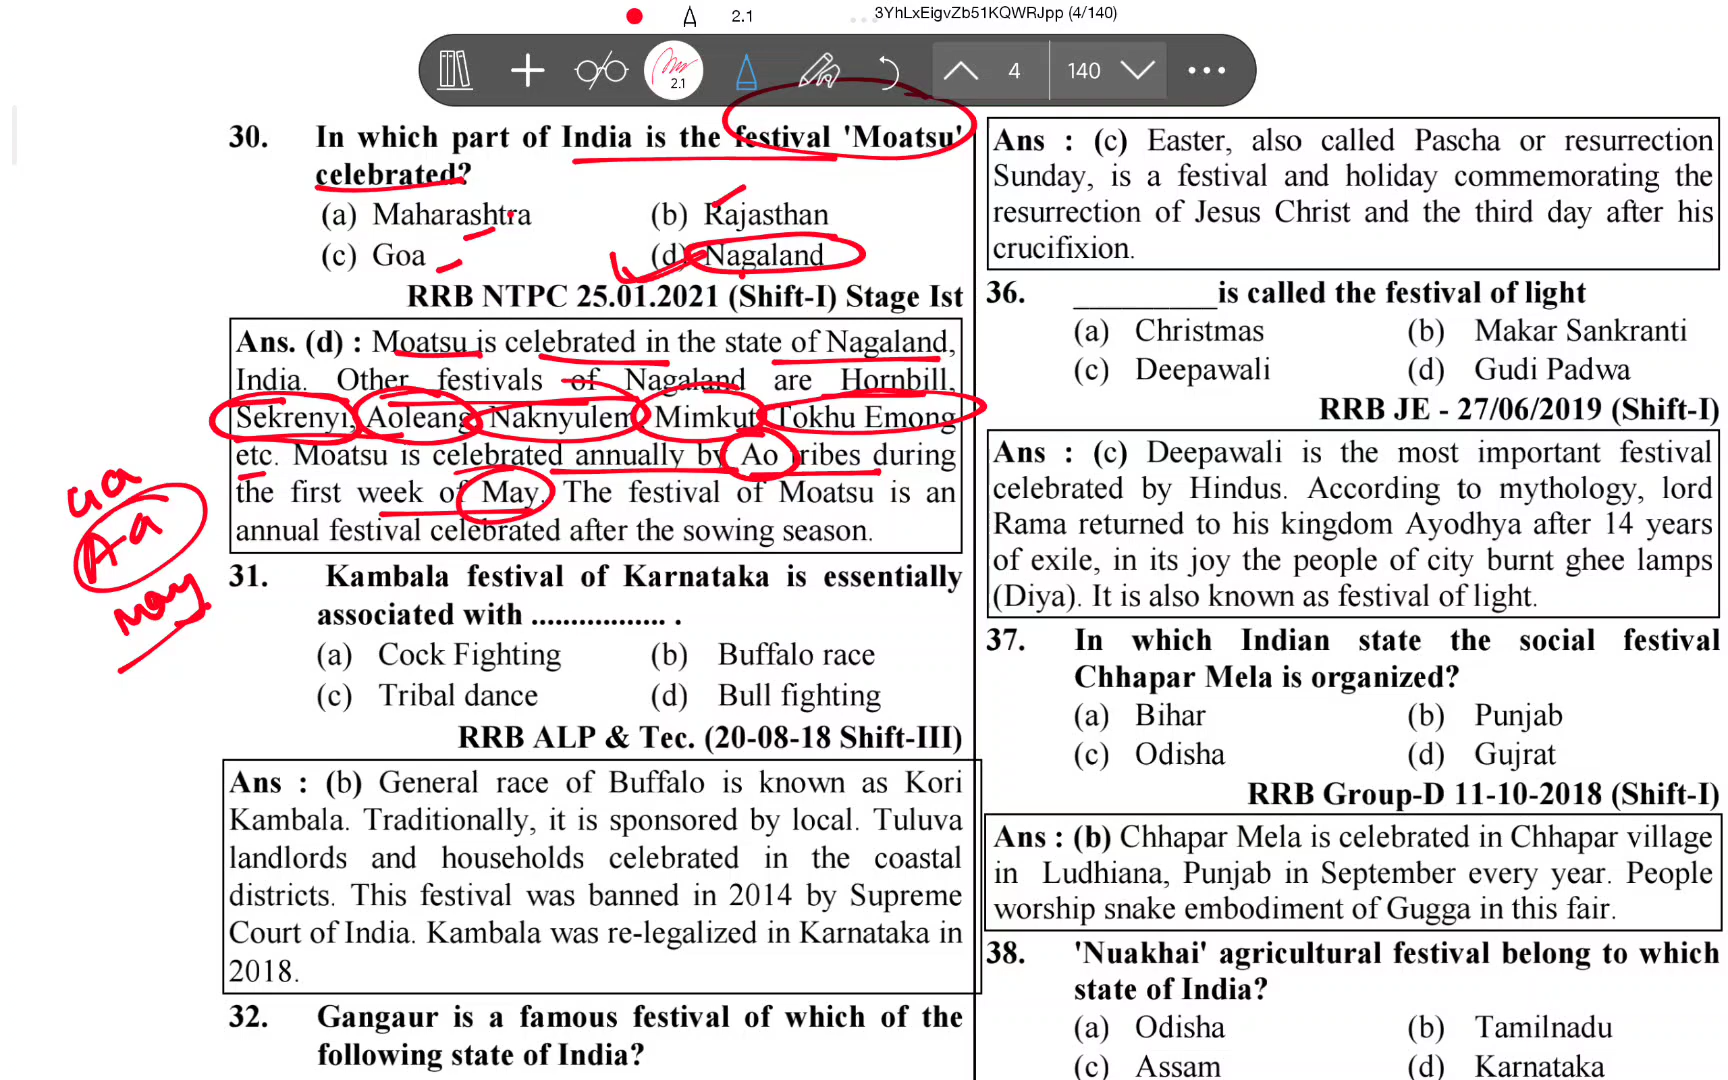 2.1
3YhLxEigvZb51KQWRJpp (4/140)
2.1
4
140
30. In which part of India is the festival 'Moatsu' celebrated?
(a) Maharashtra (b) Rajasthan
(c) Goa (d) Nagaland
RRB NTPC 25.01.2021 (Shift-I) Stage Ist
Ans. (d) : Moatsu is celebrated in the state of Nagaland,
India. Other festivals of Nagaland are Hornbill,
Sekrenyi, Aoleang Naknyulem Mimkut Tokhu Emong
etc. Moatsu is celebrated annually by Ao tribes during
the first week of May. The festival of Moatsu is an
annual festival celebrated after the sowing season.
Aa
May
31. Kambala festival of Karnataka is essentially
associated with .................. .
(a) Cock Fighting (b) Buffalo race
(c) Tribal dance (d) Bull fighting
RRB ALP & Tec. (20-08-18 Shift-III)
Ans : (b) General race of Buffalo is known as Kori
Kambala. Traditionally, it is sponsored by local. Tuluva
landlords and households celebrated in the coastal
districts. This festival was banned in 2014 by Supreme
Court of India. Kambala was re-legalized in Karnataka in
2018.
32. Gangaur is a famous festival of which of the
following state of India?
Ans : (c) Easter, also called Pascha or resurrection
Sunday, is a festival and holiday commemorating the
resurrection of Jesus Christ and the third day after his
crucifixion.
36. _________is called the festival of light
(a) Christmas (b) Makar Sankranti
(c) Deepawali (d) Gudi Padwa
RRB JE - 27/06/2019 (Shift-I)
Ans : (c) Deepawali is the most important festival
celebrated by Hindus. According to mythology, lord
Rama returned to his kingdom Ayodhya after 14 years
of exile, in its joy the people of city burnt ghee lamps
(Diya). It is also known as festival of light.
37. In which Indian state the social festival
Chhapar Mela is organized?
(a) Bihar (b) Punjab
(c) Odisha (d) Gujrat
RRB Group-D 11-10-2018 (Shift-I)
Ans : (b) Chhapar Mela is celebrated in Chhapar village
in Ludhiana, Punjab in September every year. People
worship snake embodiment of Gugga in this fair.
38. 'Nuakhai' agricultural festival belong to which
state of India?
(a) Odisha (b) Tamilnadu
(c) Assam (d) Karnataka